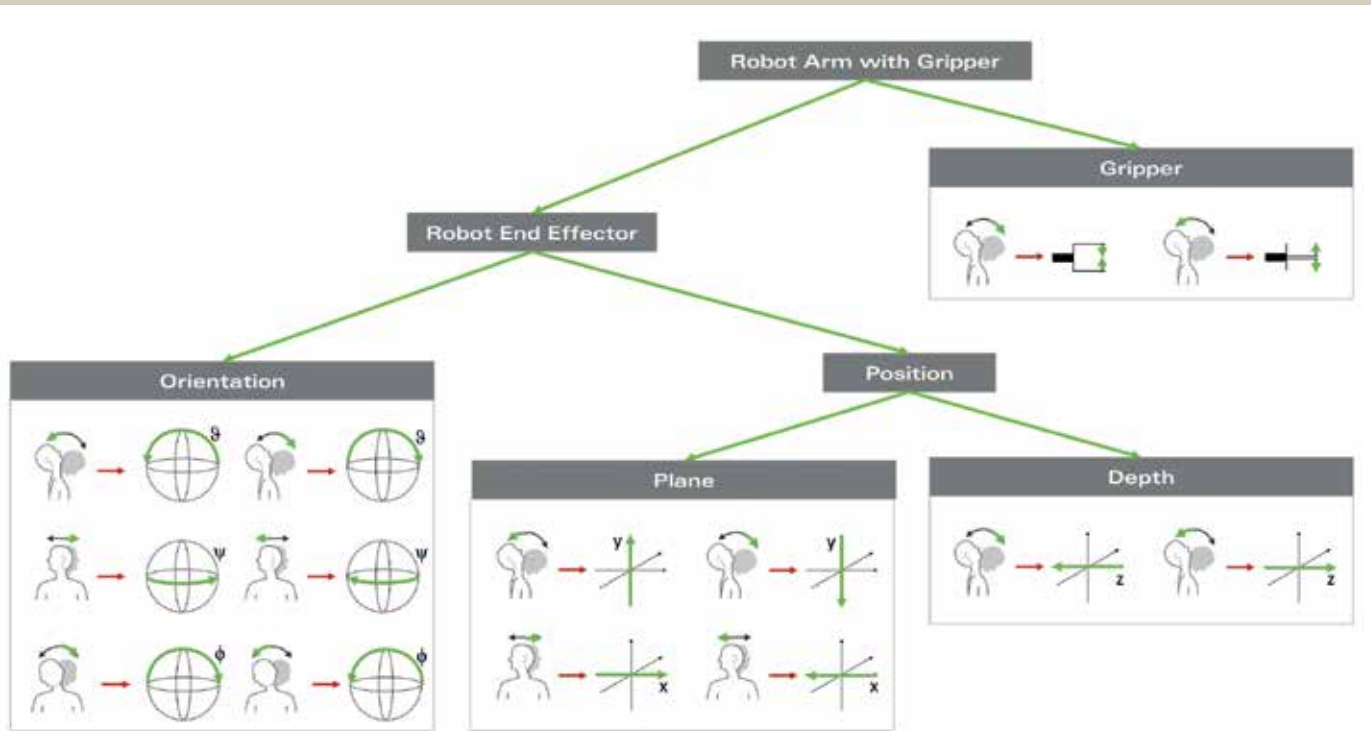 Robot Arm with Gripper
Gripper
Robot End Effector
Orientation
Position
ϑ
ϑ
Plane
Depth
y
y
ψ
ψ
z
z
ϕ
ϕ
x
x